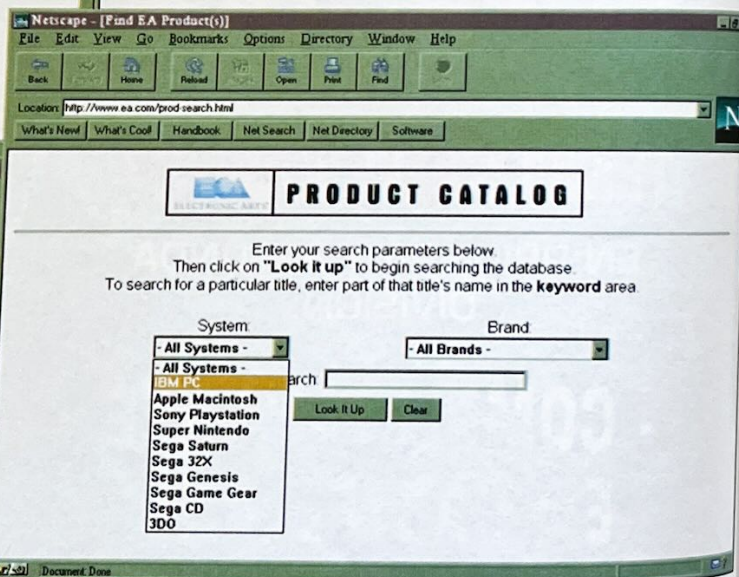 Netscape - [Find EA Product(s)]
File Edit View Go Bookmarks Options Directory Window Help
Back Home Reload Open Print Find
Location: http://www.ea.com/prod-search.html
What's New! What's Cool! Handbook Net Search Net Directory Software
N
ELECTRONIC ARTS PRODUCT CATALOG
Enter your search parameters below.
Then click on "Look it up" to begin searching the database.
To search for a particular title, enter part of that title's name in the keyword area.
System: Brand:
- All Systems - - All Brands -
- All Systems -
IBM PC arch:
Apple Macintosh
Look It Up Clear
Sony Playstation
Super Nintendo
Sega Saturn
Sega 32X
Sega Genesis
Sega Game Gear
Sega CD
3DO
Document: Done